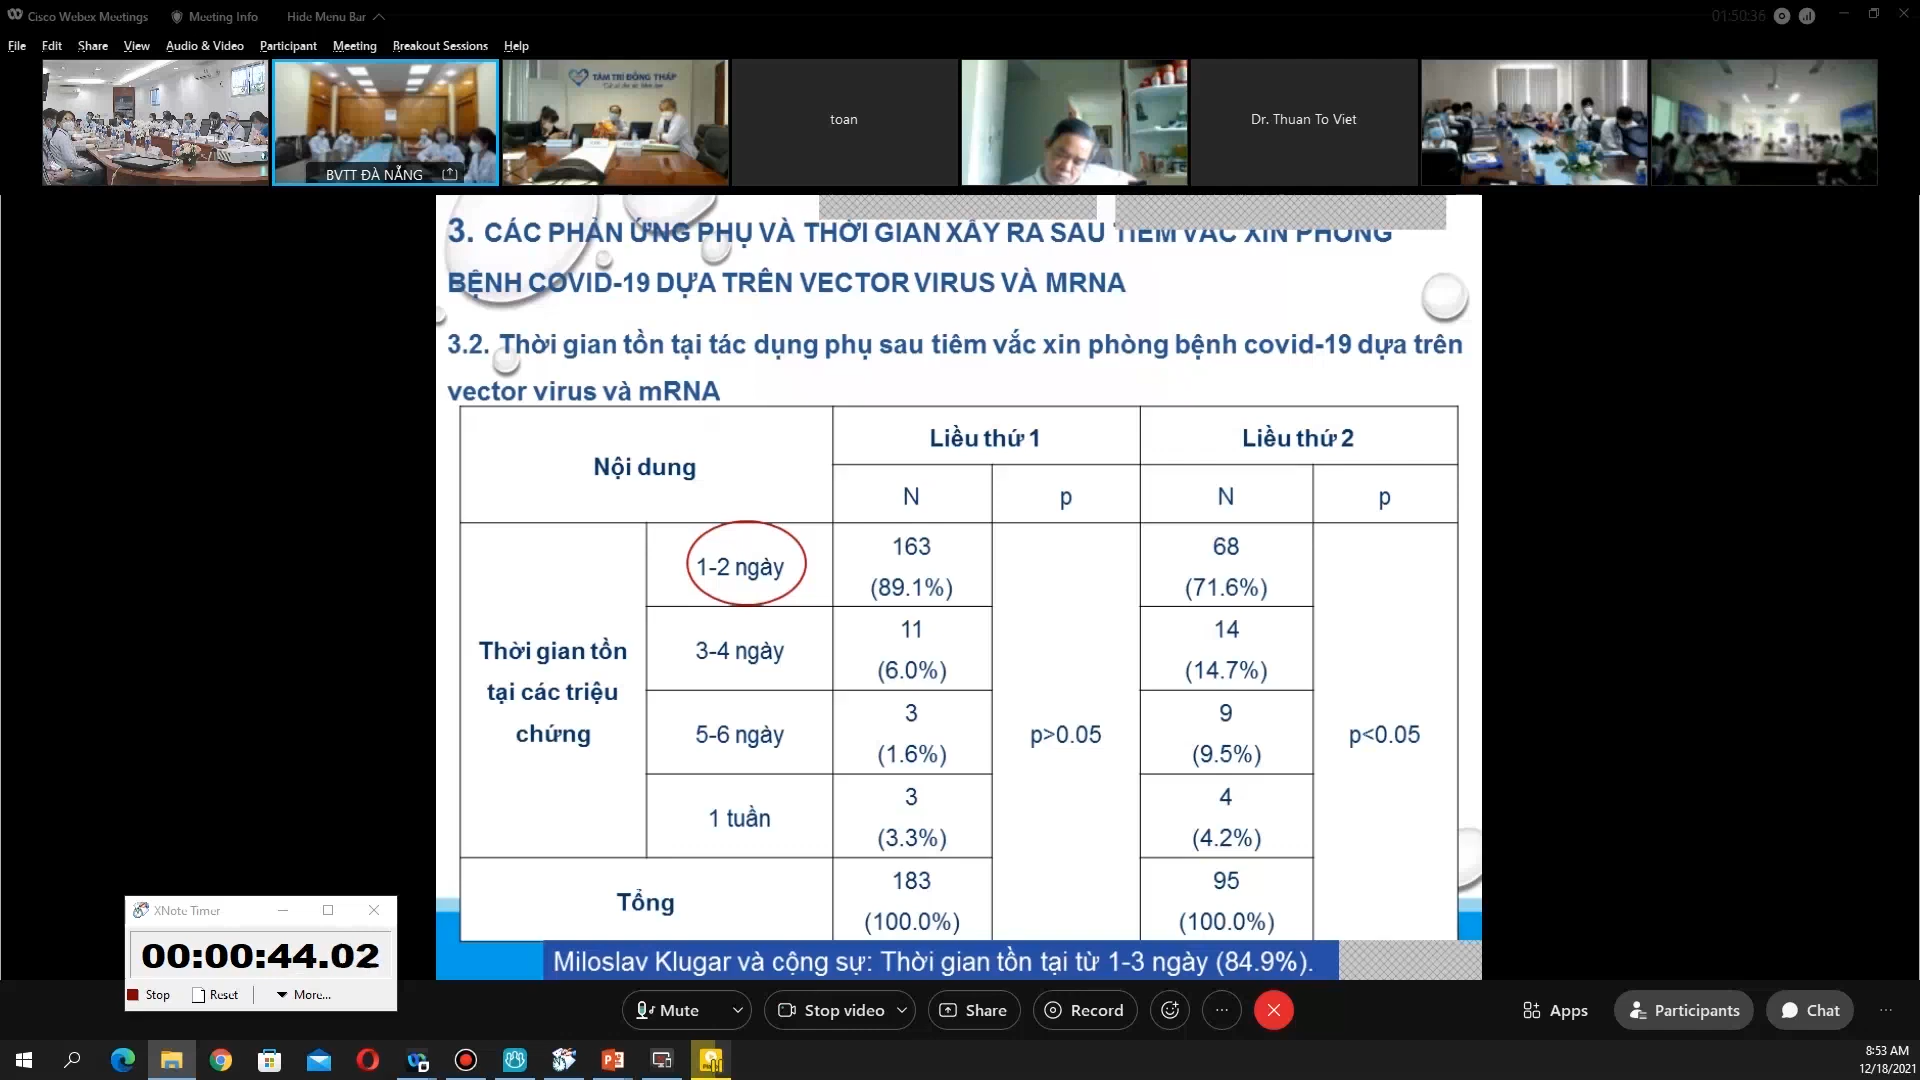 Cisco Webex Meetings
Meeting Info
Hide Menu Bar
01:50:36
File Edit Share View Audio & Video Participant Meeting Breakout Sessions Help
BVTT ĐÀ NẴNG
TÂM TRÍ ĐỒNG THÁP
toan
Dr. Thuan To Viet
3. CÁC PHẢN ỨNG PHỤ VÀ THỜI GIAN XẢY RA SAU TIÊM VẮC XIN PHÒNG
BỆNH COVID-19 DỰA TRÊN VECTOR VIRUS VÀ MRNA
3.2. Thời gian tồn tại tác dụng phụ sau tiêm vắc xin phòng bệnh covid-19 dựa trên
vector virus và mRNA
Nội dung
Liều thứ 1
Liều thứ 2
N
p
N
p
Thời gian tồn
tại các triệu
chứng
1-2 ngày
163
(89.1%)
68
(71.6%)
3-4 ngày
11
(6.0%)
14
(14.7%)
5-6 ngày
3
(1.6%)
p>0.05
9
(9.5%)
p<0.05
1 tuần
3
(3.3%)
4
(4.2%)
Tổng
183
(100.0%)
95
(100.0%)
Miloslav Klugar và cộng sự: Thời gian tồn tại từ 1-3 ngày (84.9%).
XNote Timer
00:00:44.02
Stop
Reset
More...
Mute
Stop video
Share
Record
Apps
Participants
Chat
8:53 AM
12/18/2021